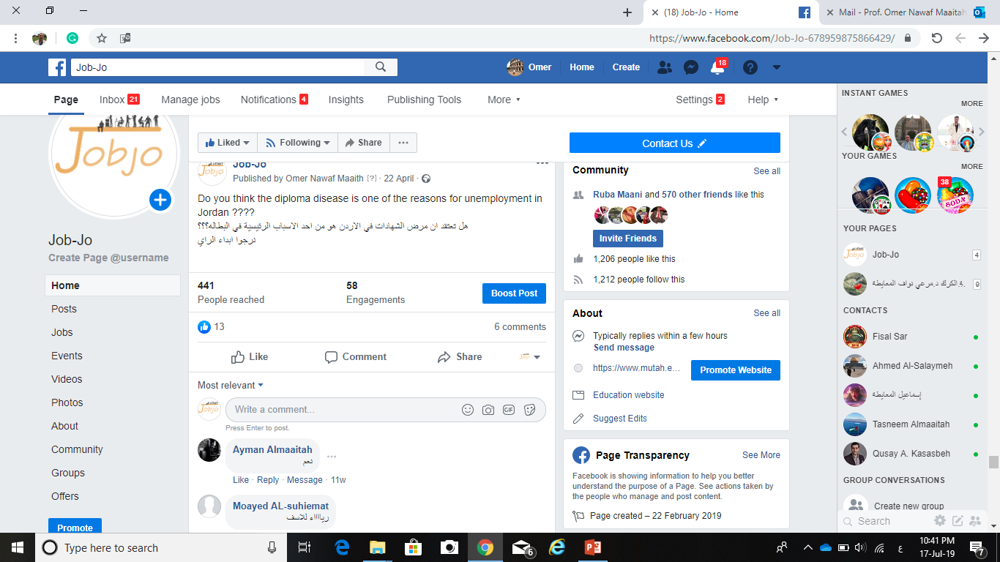 (18) Job-Jo - Home
Mail - Prof. Omer Nawaf Maaitah
https://www.facebook.com/Job-Jo-678959875866429/
Job-Jo
Omer
Home
Create
18
Page
Inbox 21
Manage jobs
Notifications 4
Insights
Publishing Tools
More
Settings 2
Help
Jobjo
Job-Jo
Create Page @username
Home
Posts
Jobs
Events
Videos
Photos
About
Community
Groups
Offers
Promote
Liked
Following
Share
Contact Us
Job-Jo
Published by Omer Nawaf Maaith [?] · 22 April ·
Do you think the diploma disease is one of the reasons for unemployment in
Jordan ????
هل تعتقد ان مرض الشهادات في الاردن هو من احد الاسباب الرئيسية في البطاله؟؟؟
نرجوا ابداء الراي
441
People reached
58
Engagements
Boost Post
13
6 comments
Like
Comment
Share
Most relevant
Write a comment...
GIF
Press Enter to post.
Ayman Almaaitah
نعم
Like · Reply · Message · 11w
Moayed AL-suhiemat
رياااء للاسف
Community
See all
Ruba Maani and 570 other friends like this
Invite Friends
1,206 people like this
1,212 people follow this
About
See all
Typically replies within a few hours
Send message
https://www.mutah.e...
Promote Website
Education website
Suggest Edits
Page Transparency
See More
Facebook is showing information to help you better
understand the purpose of a Page. See actions taken by
the people who manage and post content.
Page created – 22 February 2019
INSTANT GAMES
MORE
YOUR GAMES
MORE
38
SODA
YOUR PAGES
Job-Jo
4
ة.الكرك د.مرعي نواف المعايطة..
9
CONTACTS
Fisal Sar
Ahmed Al-Salaymeh
إسماعيل المعايطة
Tasneem Almaaitah
Qusay A. Kasasbeh
GROUP CONVERSATIONS
Create new group
Search
Type here to search
6
ع
10:41 PM
17-Jul-19
7